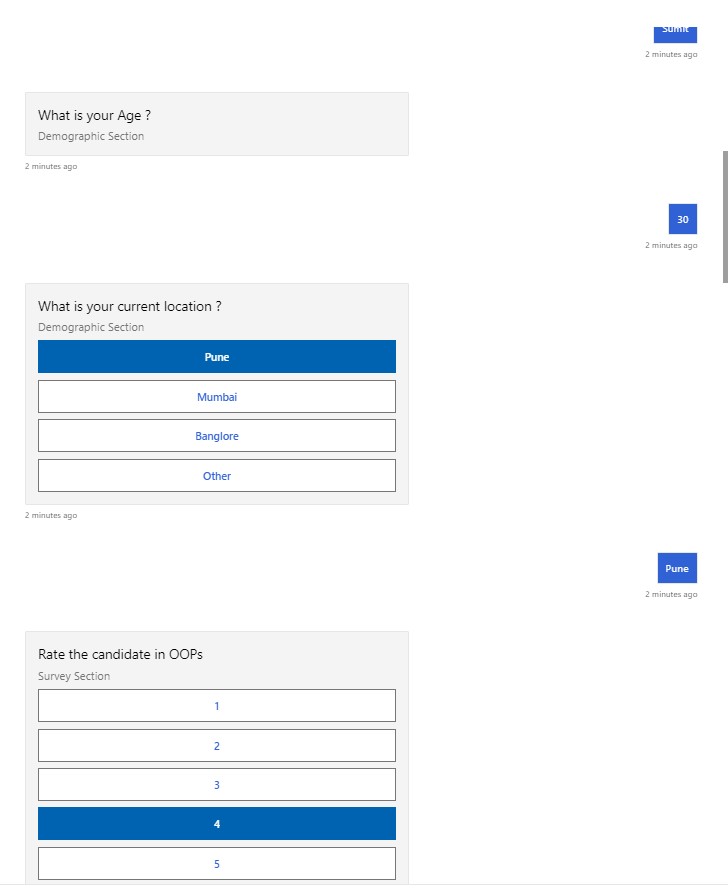 Sumit
2 minutes ago
What is your Age ?
Demographic Section
2 minutes ago
30
2 minutes ago
What is your current location ?
Demographic Section
Pune
Mumbai
Banglore
Other
2 minutes ago
Pune
2 minutes ago
Rate the candidate in OOPs
Survey Section
1
2
3
4
5